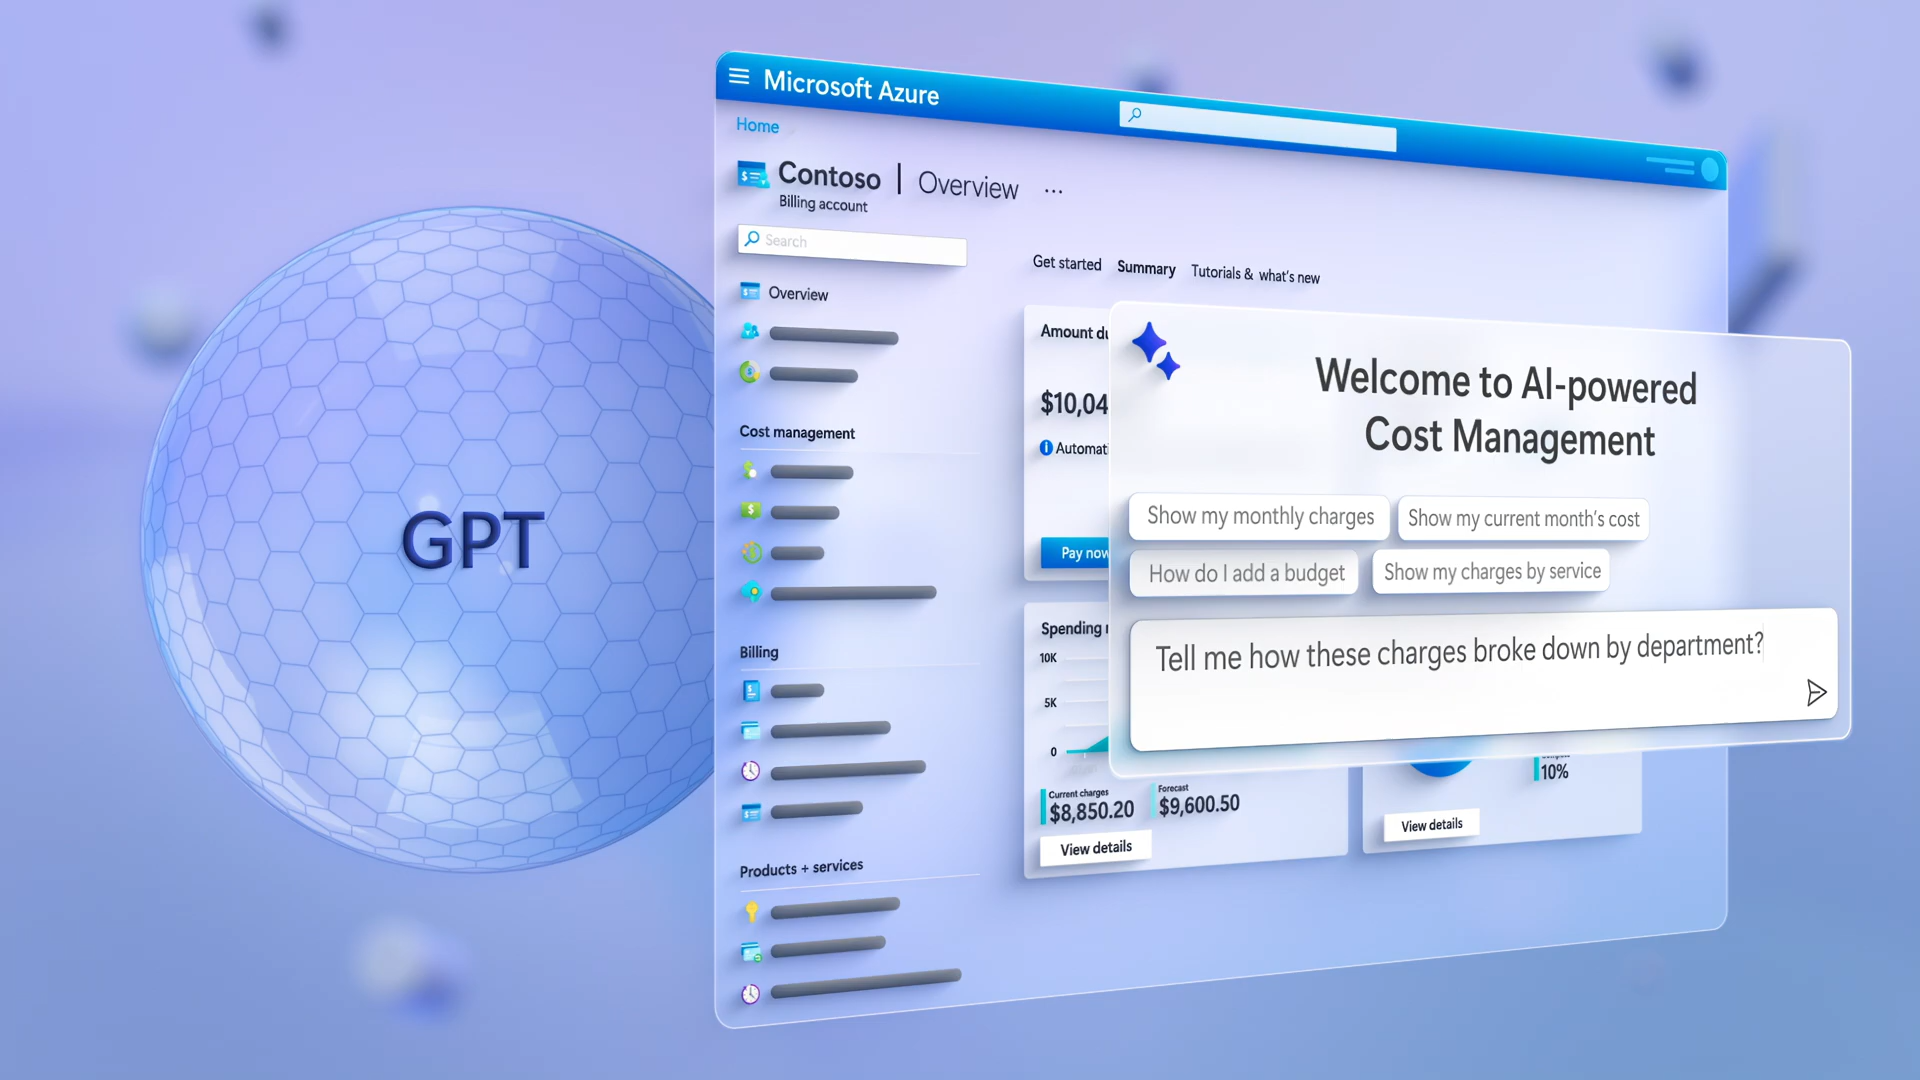 GPT
Microsoft Azure
Home
Contoso | Overview ...
Billing account
Search
Overview
Cost management
Billing
Products + services
Get started Summary Tutorials & what's new
Amount
$10,04
Pay now
Spending
10K
5K
0
Current charges
$8,850.20
Forecast
$9,600.50
View details
10%
View details
Welcome to AI-powered
Cost Management
Show my monthly charges
Show my current month's cost
How do I add a budget
Show my charges by service
Tell me how these charges broke down by department?